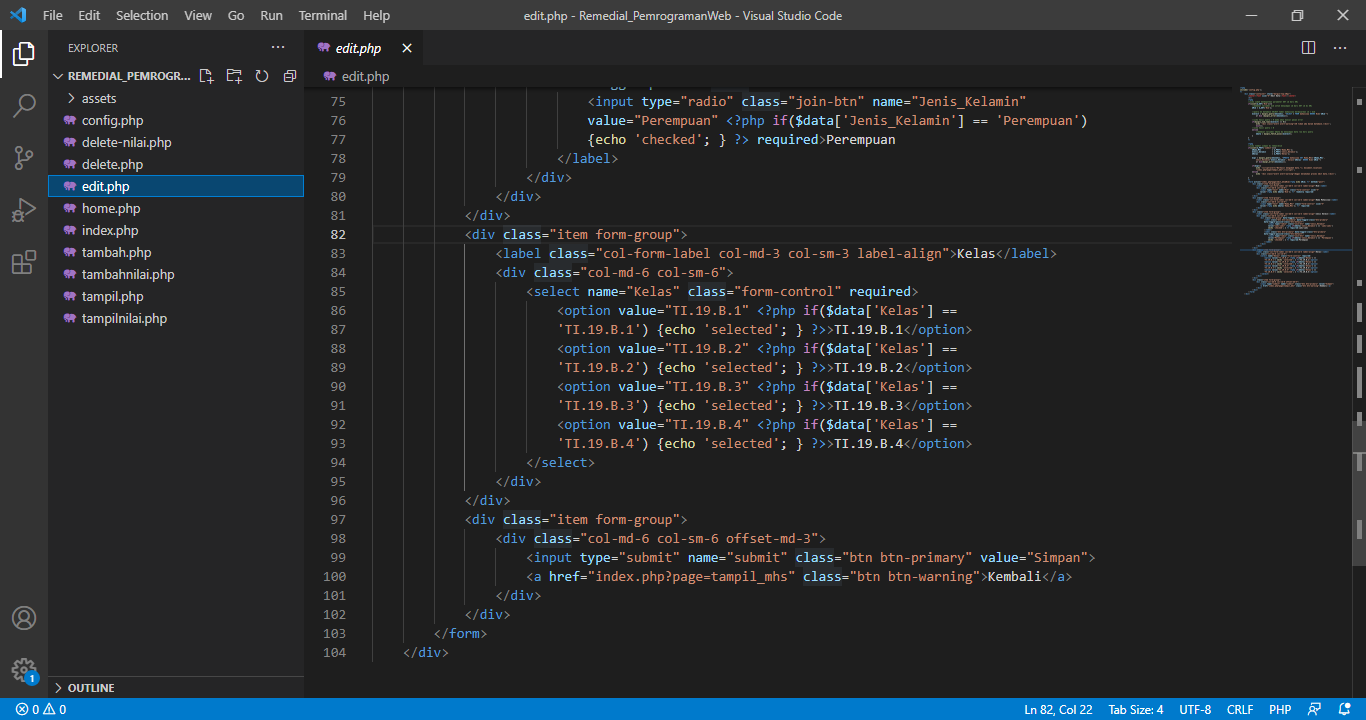 File Edit Selection View Go Run Terminal Help
edit.php - Remedial_PemrogramanWeb - Visual Studio Code
EXPLORER
REMEDIAL_PEMROGR...
assets
config.php
delete-nilai.php
delete.php
edit.php
home.php
index.php
tambah.php
tambahnilai.php
tampil.php
tampilnilai.php
OUTLINE
edit.php
edit.php
75 <input type="radio" class="join-btn" name="Jenis_Kelamin"
76 value="Perempuan" <?php if($data['Jenis_Kelamin'] == 'Perempuan')
77 {echo 'checked'; } ?> required>Perempuan
78 </label>
79 </div>
80 </div>
81 </div>
82 <div class="item form-group">
83 <label class="col-form-label col-md-3 col-sm-3 label-align">Kelas</label>
84 <div class="col-md-6 col-sm-6">
85 <select name="Kelas" class="form-control" required>
86 <option value="TI.19.B.1" <?php if($data['Kelas'] ==
87 'TI.19.B.1') {echo 'selected'; } ?>>TI.19.B.1</option>
88 <option value="TI.19.B.2" <?php if($data['Kelas'] ==
89 'TI.19.B.2') {echo 'selected'; } ?>>TI.19.B.2</option>
90 <option value="TI.19.B.3" <?php if($data['Kelas'] ==
91 'TI.19.B.3') {echo 'selected'; } ?>>TI.19.B.3</option>
92 <option value="TI.19.B.4" <?php if($data['Kelas'] ==
93 'TI.19.B.4') {echo 'selected'; } ?>>TI.19.B.4</option>
94 </select>
95 </div>
96 </div>
97 <div class="item form-group">
98 <div class="col-md-6 col-sm-6 offset-md-3">
99 <input type="submit" name="submit" class="btn btn-primary" value="Simpan">
100 <a href="index.php?page=tampil_mhs" class="btn btn-warning">Kembali</a>
101 </div>
102 </div>
103 </form>
104 </div>
1
0 0 Ln 82, Col 22 Tab Size: 4 UTF-8 CRLF PHP